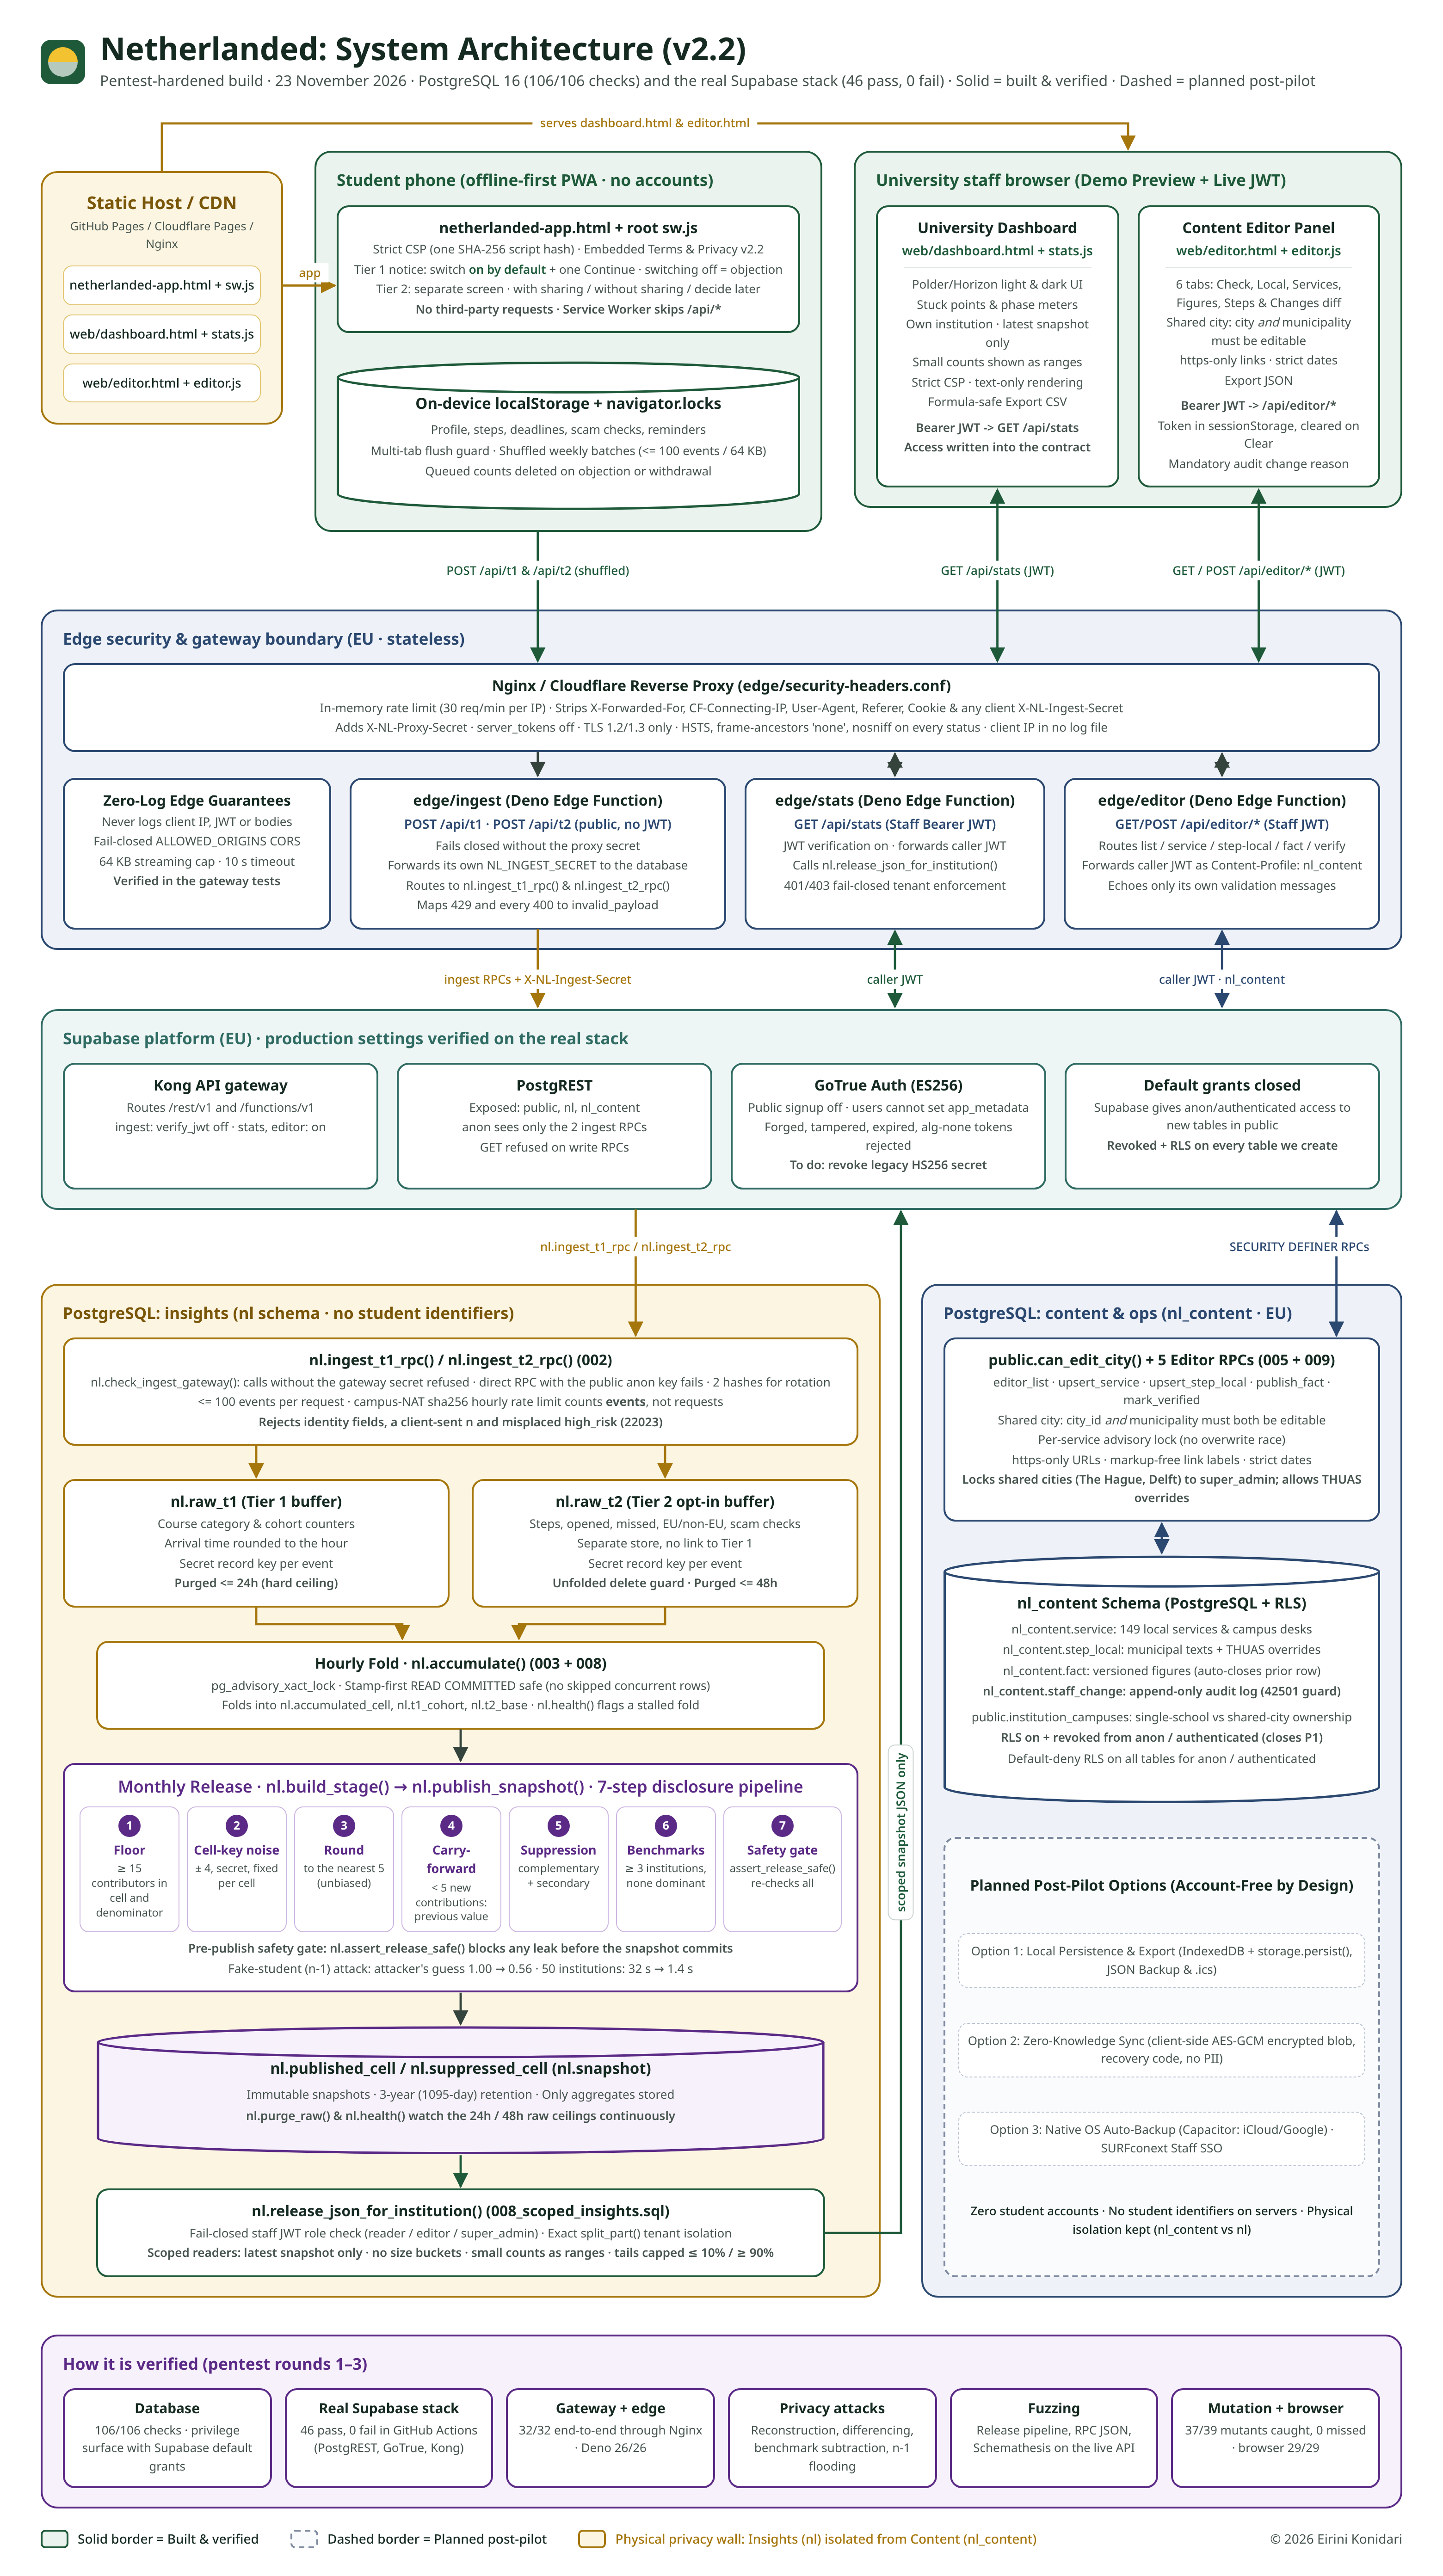 Netherlanded: System Architecture (v2.2)
Pentest-hardened build · 23 November 2026 · PostgreSQL 16 (106/106 checks) and the real Supabase stack (46 pass, 0 fail) · Solid = built & verified · Dashed = planned post-pilot
serves dashboard.html & editor.html
Static Host / CDN
GitHub Pages / Cloudflare Pages /
Nginx
netherlanded-app.html + sw.js
web/dashboard.html + stats.js
web/editor.html + editor.js
app
Student phone (offline-first PWA · no accounts)
netherlanded-app.html + root sw.js
Strict CSP (one SHA-256 script hash) · Embedded Terms & Privacy v2.2
Tier 1 notice: switch on by default + one Continue · switching off = objection
Tier 2: separate screen · with sharing / without sharing / decide later
No third-party requests · Service Worker skips /api/*
On-device localStorage + navigator.locks
Profile, steps, deadlines, scam checks, reminders
Multi-tab flush guard · Shuffled weekly batches (<= 100 events / 64 KB)
Queued counts deleted on objection or withdrawal
University staff browser (Demo Preview + Live JWT)
University Dashboard
web/dashboard.html + stats.js
Polder/Horizon light & dark UI
Stuck points & phase meters
Own institution · latest snapshot
only
Small counts shown as ranges
Strict CSP · text-only rendering
Formula-safe Export CSV
Bearer JWT -> GET /api/stats
Access written into the contract
Content Editor Panel
web/editor.html + editor.js
6 tabs: Check, Local, Services,
Figures, Steps & Changes diff
Shared city: city and municipality
must be editable
https-only links · strict dates
Export JSON
Bearer JWT -> /api/editor/*
Token in sessionStorage, cleared on
Clear
Mandatory audit change reason
POST /api/t1 & /api/t2 (shuffled)
GET /api/stats (JWT)
GET / POST /api/editor/* (JWT)
Edge security & gateway boundary (EU · stateless)
Nginx / Cloudflare Reverse Proxy (edge/security-headers.conf)
In-memory rate limit (30 req/min per IP) · Strips X-Forwarded-For, CF-Connecting-IP, User-Agent, Referer, Cookie & any client X-NL-Ingest-Secret
Adds X-NL-Proxy-Secret · server_tokens off · TLS 1.2/1.3 only · HSTS, frame-ancestors 'none', nosniff on every status · client IP in no log file
Zero-Log Edge Guarantees
Never logs client IP, JWT or bodies
Fail-closed ALLOWED_ORIGINS CORS
64 KB streaming cap · 10 s timeout
Verified in the gateway tests
edge/ingest (Deno Edge Function)
POST /api/t1 · POST /api/t2 (public, no JWT)
Fails closed without the proxy secret
Forwards its own NL_INGEST_SECRET to the database
Routes to nl.ingest_t1_rpc() & nl.ingest_t2_rpc()
Maps 429 and every 400 to invalid_payload
edge/stats (Deno Edge Function)
GET /api/stats (Staff Bearer JWT)
JWT verification on · forwards caller JWT
Calls nl.release_json_for_institution()
401/403 fail-closed tenant enforcement
edge/editor (Deno Edge Function)
GET/POST /api/editor/* (Staff JWT)
Routes list / service / step-local / fact / verify
Forwards caller JWT as Content-Profile: nl_content
Echoes only its own validation messages
ingest RPCs + X-NL-Ingest-Secret
caller JWT
caller JWT · nl_content
Supabase platform (EU) · production settings verified on the real stack
Kong API gateway
Routes /rest/v1 and /functions/v1
ingest: verify_jwt off · stats, editor: on
PostgREST
Exposed: public, nl, nl_content
anon sees only the 2 ingest RPCs
GET refused on write RPCs
GoTrue Auth (ES256)
Public signup off · users cannot set app_metadata
Forged, tampered, expired, alg-none tokens
rejected
To do: revoke legacy HS256 secret
Default grants closed
Supabase gives anon/authenticated access to
new tables in public
Revoked + RLS on every table we create
nl.ingest_t1_rpc / nl.ingest_t2_rpc
SECURITY DEFINER RPCs
PostgreSQL: insights (nl schema · no student identifiers)
nl.ingest_t1_rpc() / nl.ingest_t2_rpc() (002)
nl.check_ingest_gateway(): calls without the gateway secret refused · direct RPC with the public anon key fails · 2 hashes for rotation
<= 100 events per request · campus-NAT sha256 hourly rate limit counts events, not requests
Rejects identity fields, a client-sent n and misplaced high_risk (22023)
nl.raw_t1 (Tier 1 buffer)
Course category & cohort counters
Arrival time rounded to the hour
Secret record key per event
Purged <= 24h (hard ceiling)
nl.raw_t2 (Tier 2 opt-in buffer)
Steps, opened, missed, EU/non-EU, scam checks
Separate store, no link to Tier 1
Secret record key per event
Unfolded delete guard · Purged <= 48h
Hourly Fold · nl.accumulate() (003 + 008)
pg_advisory_xact_lock · Stamp-first READ COMMITTED safe (no skipped concurrent rows)
Folds into nl.accumulated_cell, nl.t1_cohort, nl.t2_base · nl.health() flags a stalled fold
Monthly Release · nl.build_stage() → nl.publish_snapshot() · 7-step disclosure pipeline
1
Floor
≥ 15
contributors in
cell and
denominator
2
Cell-key noise
± 4, secret, fixed
per cell
3
Round
to the nearest 5
(unbiased)
4
Carry-
forward
< 5 new
contributions:
previous value
5
Suppression
complementary
+ secondary
6
Benchmarks
≥ 3 institutions,
none dominant
7
Safety gate
assert_release_safe()
re-checks all
Pre-publish safety gate: nl.assert_release_safe() blocks any leak before the snapshot commits
Fake-student (n-1) attack: attacker's guess 1.00 → 0.56 · 50 institutions: 32 s → 1.4 s
nl.published_cell / nl.suppressed_cell (nl.snapshot)
Immutable snapshots · 3-year (1095-day) retention · Only aggregates stored
nl.purge_raw() & nl.health() watch the 24h / 48h raw ceilings continuously
nl.release_json_for_institution() (008_scoped_insights.sql)
Fail-closed staff JWT role check (reader / editor / super_admin) · Exact split_part() tenant isolation
Scoped readers: latest snapshot only · no size buckets · small counts as ranges · tails capped ≤ 10% / ≥ 90%
scoped snapshot JSON only
PostgreSQL: content & ops (nl_content · EU)
public.can_edit_city() + 5 Editor RPCs (005 + 009)
editor_list · upsert_service · upsert_step_local · publish_fact ·
mark_verified
Shared city: city_id and municipality must both be editable
Per-service advisory lock (no overwrite race)
https-only URLs · markup-free link labels · strict dates
Locks shared cities (The Hague, Delft) to super_admin; allows THUAS
overrides
nl_content Schema (PostgreSQL + RLS)
nl_content.service: 149 local services & campus desks
nl_content.step_local: municipal texts + THUAS overrides
nl_content.fact: versioned figures (auto-closes prior row)
nl_content.staff_change: append-only audit log (42501 guard)
public.institution_campuses: single-school vs shared-city ownership
RLS on + revoked from anon / authenticated (closes P1)
Default-deny RLS on all tables for anon / authenticated
Planned Post-Pilot Options (Account-Free by Design)
Option 1: Local Persistence & Export (IndexedDB + storage.persist(),
JSON Backup & .ics)
Option 2: Zero-Knowledge Sync (client-side AES-GCM encrypted blob,
recovery code, no PII)
Option 3: Native OS Auto-Backup (Capacitor: iCloud/Google) ·
SURFconext Staff SSO
Zero student accounts · No student identifiers on servers · Physical
isolation kept (nl_content vs nl)
How it is verified (pentest rounds 1–3)
Database
106/106 checks · privilege
surface with Supabase default
grants
Real Supabase stack
46 pass, 0 fail in GitHub Actions
(PostgREST, GoTrue, Kong)
Gateway + edge
32/32 end-to-end through Nginx
· Deno 26/26
Privacy attacks
Reconstruction, differencing,
benchmark subtraction, n-1
flooding
Fuzzing
Release pipeline, RPC JSON,
Schemathesis on the live API
Mutation + browser
37/39 mutants caught, 0 missed
· browser 29/29
Solid border = Built & verified
Dashed border = Planned post-pilot
Physical privacy wall: Insights (nl) isolated from Content (nl_content)
© 2026 Eirini Konidari